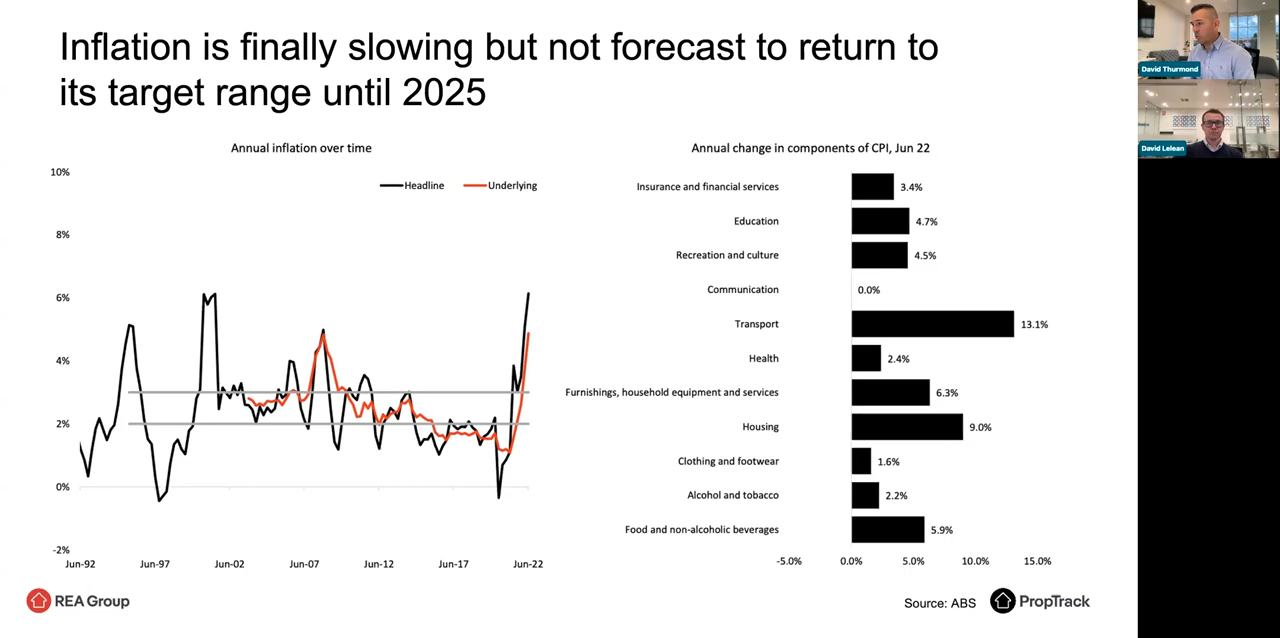 Inflation is finally slowing but not forecast to return to
its target range until 2025
David Thurmond
David Lelean
Annual inflation over time
10%
8%
6%
4%
2%
0%
-2%
Headline
Underlying
Jun-92
Jun-97
Jun-02
Jun-07
Jun-12
Jun-17
Jun-22
Annual change in components of CPI, Jun 22
Insurance and financial services 3.4%
Education 4.7%
Recreation and culture 4.5%
Communication 0.0%
Transport 13.1%
Health 2.4%
Furnishings, household equipment and services 6.3%
Housing 9.0%
Clothing and footwear 1.6%
Alcohol and tobacco 2.2%
Food and non-alcoholic beverages 5.9%
-5.0% 0.0% 5.0% 10.0% 15.0%
REA Group
Source: ABS
PropTrack